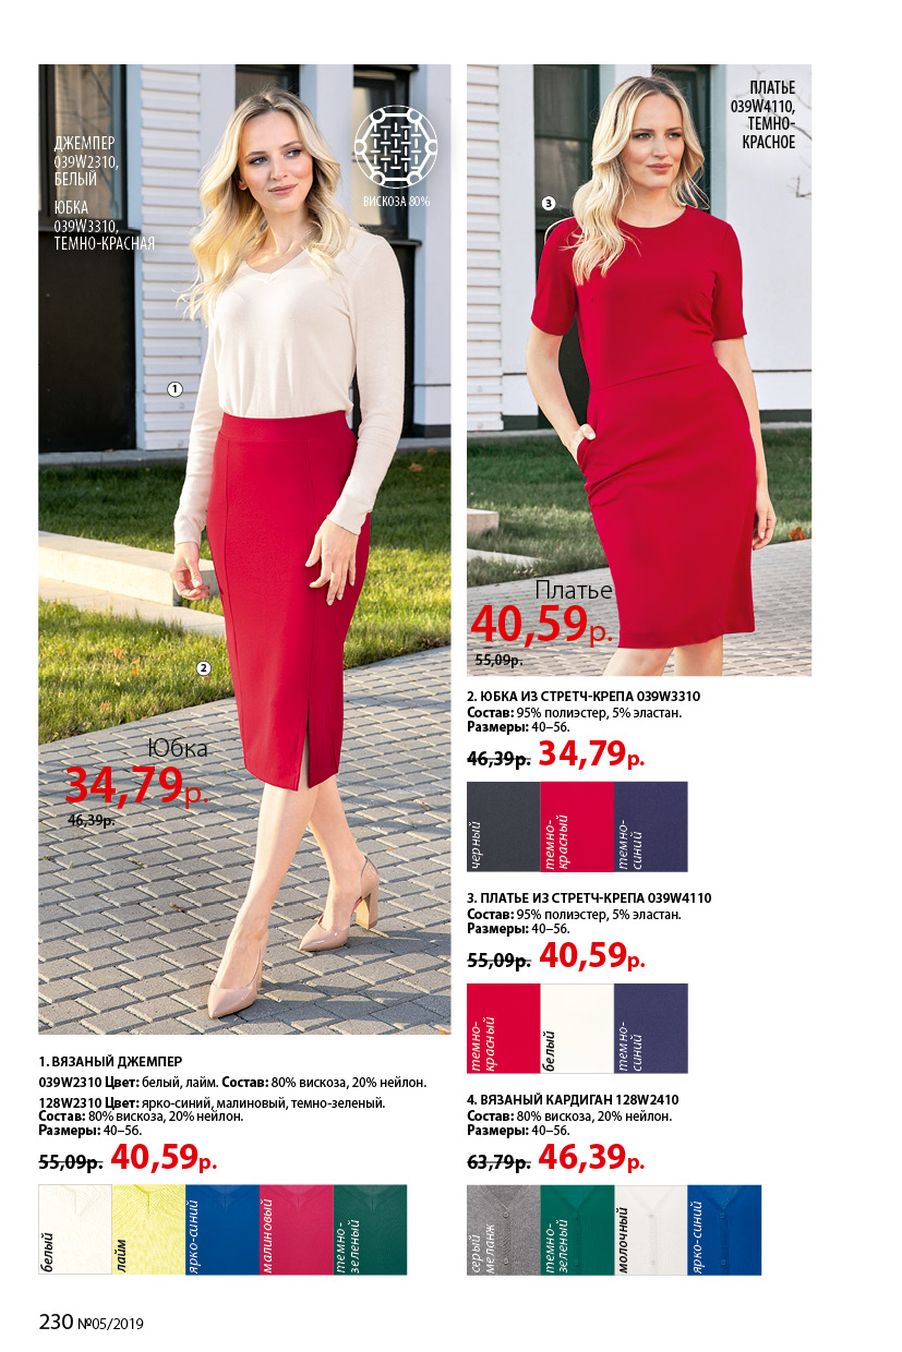 ДЖЕМПЕР
039W2310,
БЕЛЫЙ
ЮБКА
039W3310,
ТЕМНО-КРАСНАЯ
ВИСКОЗА 80%
1
2
Юбка
34,79р.
46,39р.
ПЛАТЬЕ
039W4110,
ТЕМНО-
КРАСНОЕ
3
Платье
40,59р.
55,09р.
1. ВЯЗАНЫЙ ДЖЕМПЕР
039W2310 Цвет: белый, лайм. Состав: 80% вискоза, 20% нейлон.
128W2310 Цвет: ярко-синий, малиновый, темно-зеленый.
Состав: 80% вискоза, 20% нейлон.
Размеры: 40–56.
55,09р. 40,59р.
белый
лайм
ярко-синий
малиновый
темно-
зеленый
2. ЮБКА ИЗ СТРЕТЧ-КРЕПА 039W3310
Состав: 95% полиэстер, 5% эластан.
Размеры: 40–56.
46,39р. 34,79р.
черный
темно-
красный
темно-
синий
3. ПЛАТЬЕ ИЗ СТРЕТЧ-КРЕПА 039W4110
Состав: 95% полиэстер, 5% эластан.
Размеры: 40–56.
55,09р. 40,59р.
темно-
красный
белый
темно-
синий
4. ВЯЗАНЫЙ КАРДИГАН 128W2410
Состав: 80% вискоза, 20% нейлон.
Размеры: 40–56.
63,79р. 46,39р.
серый
меланж
темно-
зеленый
молочный
ярко-синий
230 №05/2019